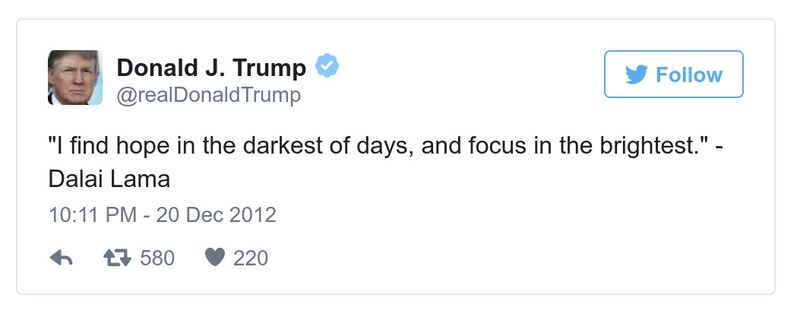 Donald J. Trump
@realDonaldTrump
Follow
"I find hope in the darkest of days, and focus in the brightest." -
Dalai Lama
10:11 PM - 20 Dec 2012
580 220